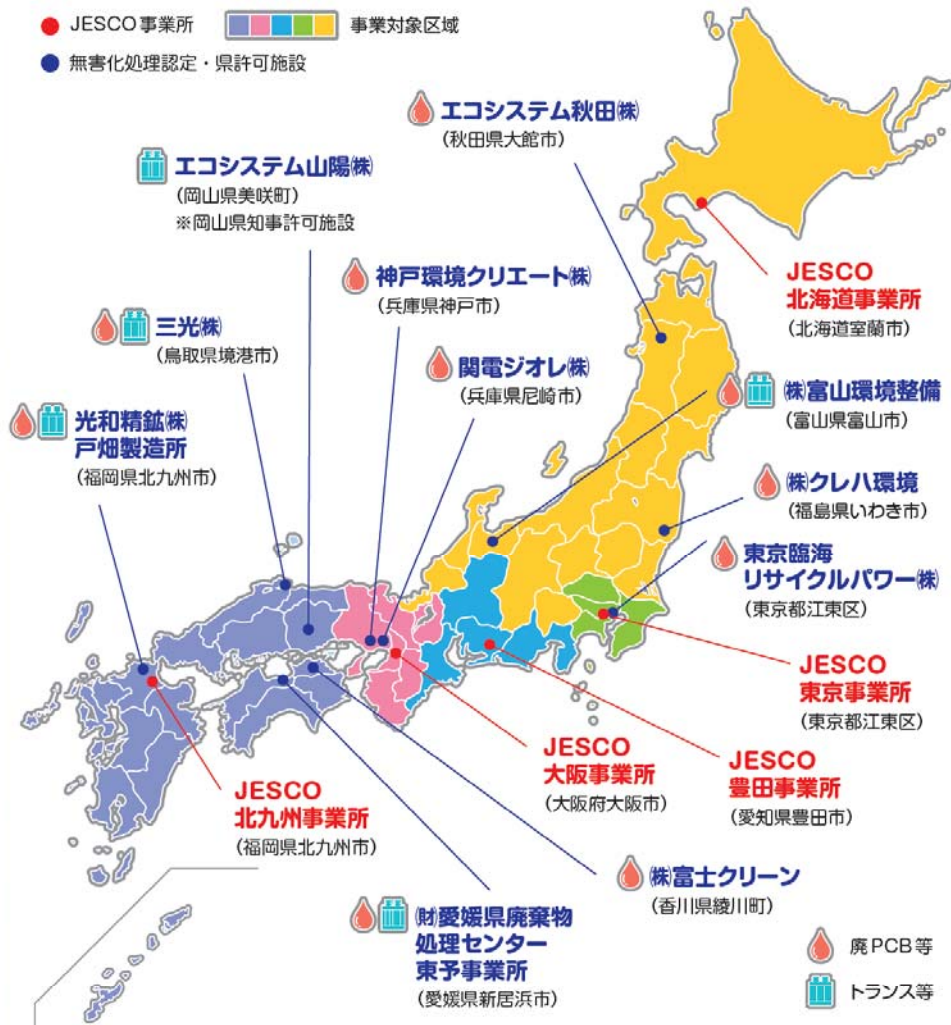 JESCO事業所
事業対象区域
無害化処理認定・県許可施設
エコシステム秋田㈱
(秋田県大館市)
エコシステム山陽㈱
(岡山県美咲町)
※岡山県知事許可施設
神戸環境クリエート㈱
(兵庫県神戸市)
JESCO
北海道事業所
(北海道室蘭市)
三光㈱
(鳥取県境港市)
関電ジオレ㈱
(兵庫県尼崎市)
㈱富山環境整備
(富山県富山市)
光和精鉱㈱
戸畑製造所
(福岡県北九州市)
㈱クレハ環境
(福島県いわき市)
東京臨海
リサイクルパワー㈱
(東京都江東区)
JESCO
東京事業所
(東京都江東区)
JESCO
大阪事業所
(大阪府大阪市)
JESCO
豊田事業所
(愛知県豊田市)
JESCO
北九州事業所
(福岡県北九州市)
㈱富士クリーン
(香川県綾川町)
㈶愛媛県廃棄物
処理センター
東予事業所
(愛媛県新居浜市)
廃PCB等
トランス等